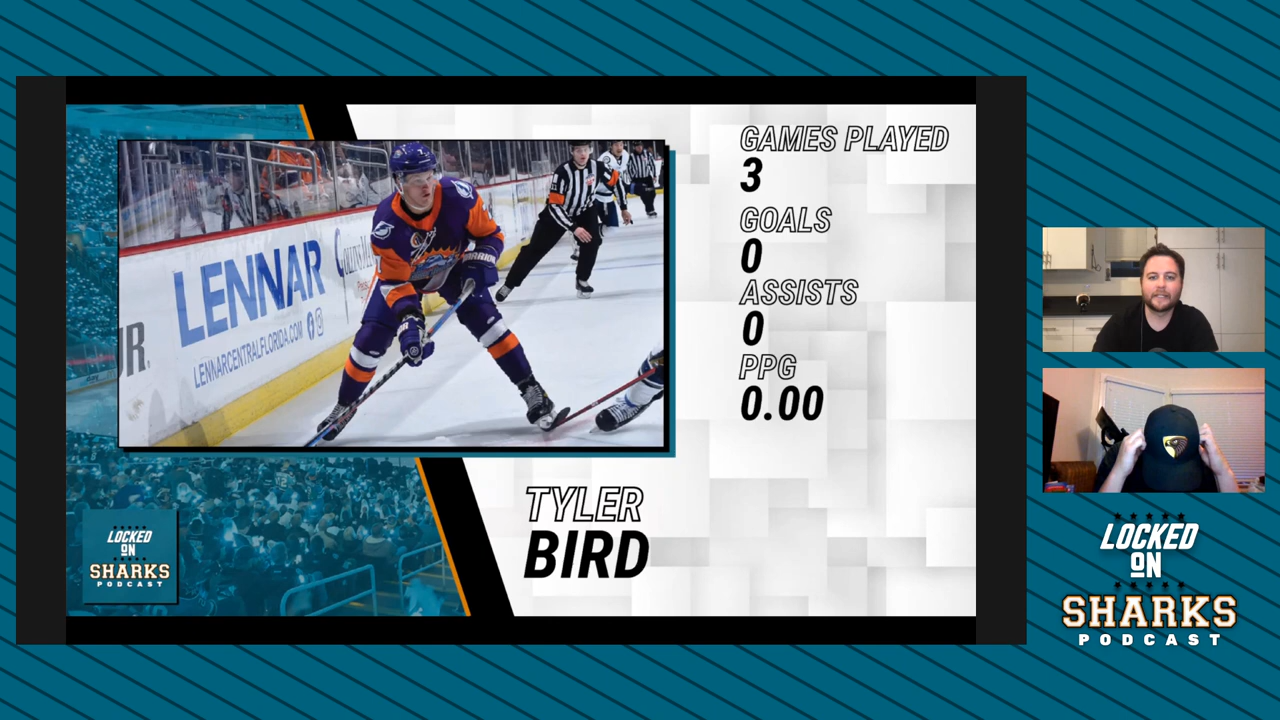 GAMES PLAYED
3
GOALS
0
ASSISTS
0
PPG
0.00
LENNAR
LENNARCENTRALFLORIDA.COM
R.
WARRIOR
TYLER
BIRD
LOCKED
ON
SHARKS
PODCAST
LOCKED
ON
SHARKS
PODCAST